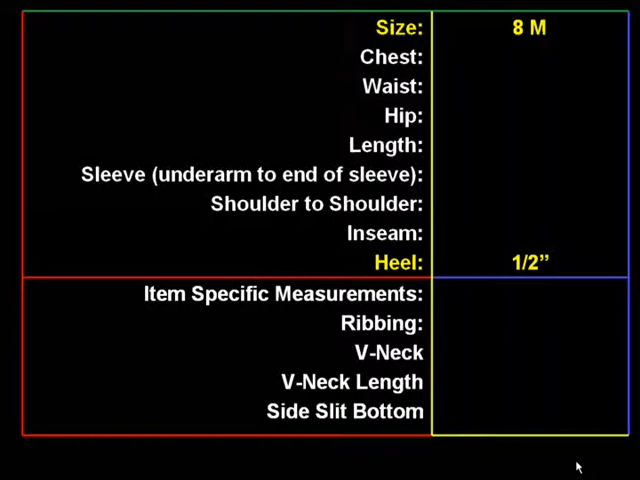 Size: 8 M
Chest:
Waist:
Hip:
Length:
Sleeve (underarm to end of sleeve):
Shoulder to Shoulder:
Inseam:
Heel: 1/2”
Item Specific Measurements:
Ribbing:
V-Neck
V-Neck Length
Side Slit Bottom